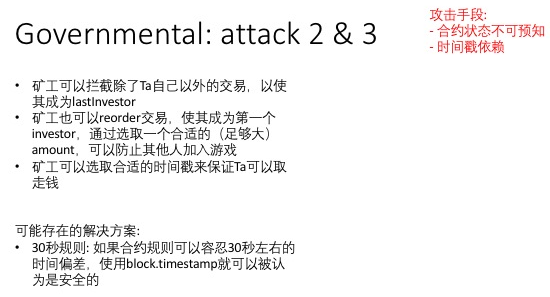 Governmental: attack 2 & 3
攻击手段:
- 合约状态不可预知
- 时间戳依赖
• 矿工可以拦截除了Ta自己以外的交易，以使
其成为lastInvestor
• 矿工也可以reorder交易，使其成为第一个
investor，通过选取一个合适的（足够大）
amount，可以防止其他人加入游戏
• 矿工可以选取合适的时间戳来保证Ta可以取
走钱
可能存在的解决方案:
• 30秒规则: 如果合约规则可以容忍30秒左右的
时间偏差，使用block.timestamp就可以被认
为是安全的